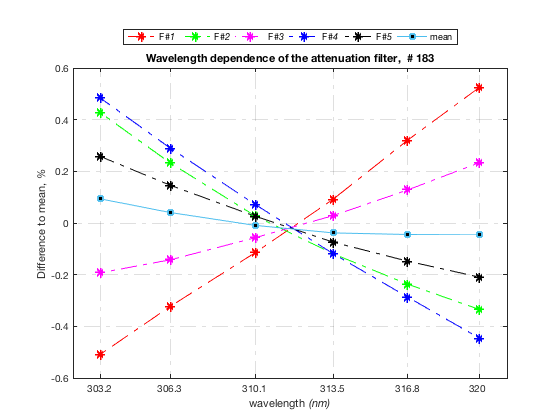 F#1 F#2 F#3 F#4 F#5 mean
Wavelength dependence of the attenuation filter, # 183
Difference to mean, %
0.6
0.4
0.2
0
-0.2
-0.4
-0.6
303.2 306.3 310.1 313.5 316.8 320
wavelength (nm)